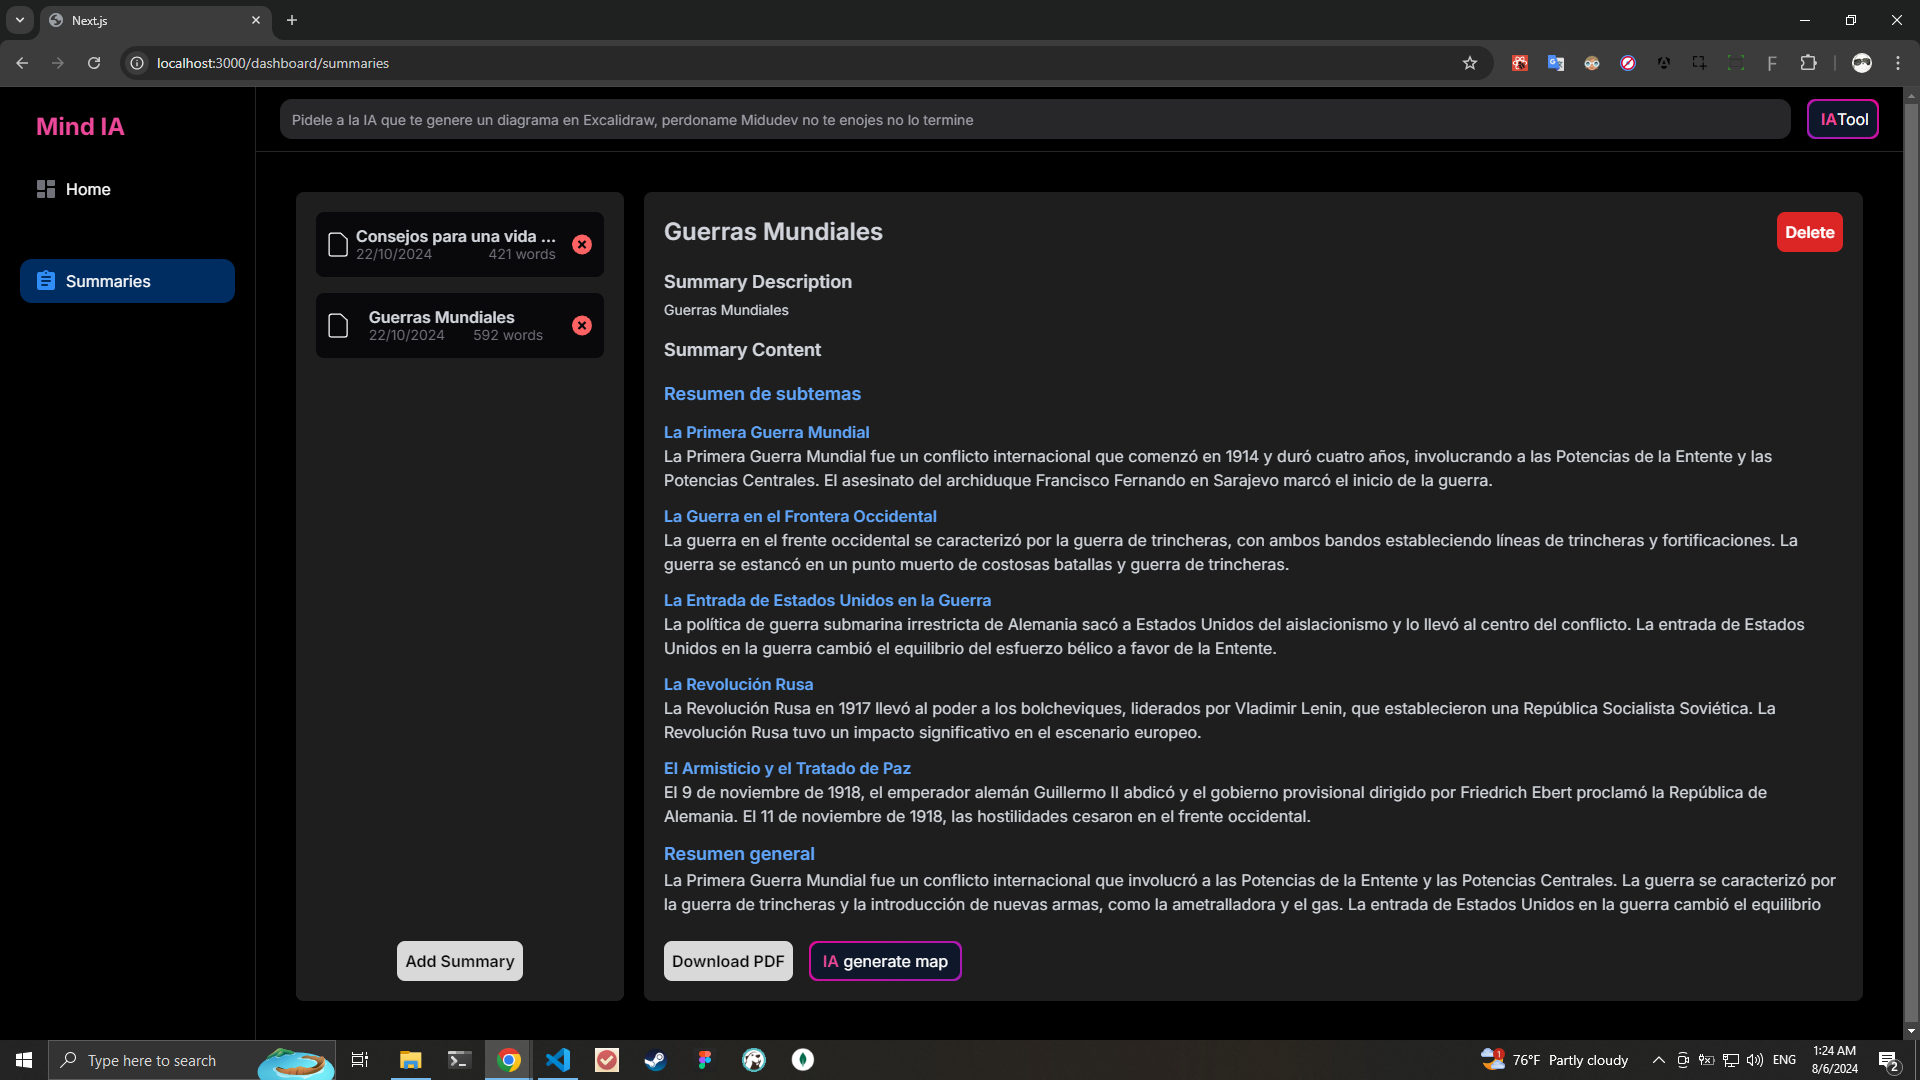 Next.js
localhost:3000/dashboard/summaries
Mind IA
Pidele a la IA que te genere un diagrama en Excalidraw, perdoname Midudev no te enojes no lo termine
IATool
Home
Summaries
Consejos para una vida ...
22/10/2024 421 words
Guerras Mundiales
22/10/2024 592 words
Add Summary
Guerras Mundiales
Delete
Summary Description
Guerras Mundiales
Summary Content
Resumen de subtemas
La Primera Guerra Mundial
La Primera Guerra Mundial fue un conflicto internacional que comenzó en 1914 y duró cuatro años, involucrando a las Potencias de la Entente y las
Potencias Centrales. El asesinato del archiduque Francisco Fernando en Sarajevo marcó el inicio de la guerra.
La Guerra en el Frontera Occidental
La guerra en el frente occidental se caracterizó por la guerra de trincheras, con ambos bandos estableciendo líneas de trincheras y fortificaciones. La
guerra se estancó en un punto muerto de costosas batallas y guerra de trincheras.
La Entrada de Estados Unidos en la Guerra
La política de guerra submarina irrestricta de Alemania sacó a Estados Unidos del aislacionismo y lo llevó al centro del conflicto. La entrada de Estados
Unidos en la guerra cambió el equilibrio del esfuerzo bélico a favor de la Entente.
La Revolución Rusa
La Revolución Rusa en 1917 llevó al poder a los bolcheviques, liderados por Vladimir Lenin, que establecieron una República Socialista Soviética. La
Revolución Rusa tuvo un impacto significativo en el escenario europeo.
El Armisticio y el Tratado de Paz
El 9 de noviembre de 1918, el emperador alemán Guillermo II abdicó y el gobierno provisional dirigido por Friedrich Ebert proclamó la República de
Alemania. El 11 de noviembre de 1918, las hostilidades cesaron en el frente occidental.
Resumen general
La Primera Guerra Mundial fue un conflicto internacional que involucró a las Potencias de la Entente y las Potencias Centrales. La guerra se caracterizó por
la guerra de trincheras y la introducción de nuevas armas, como la ametralladora y el gas. La entrada de Estados Unidos en la guerra cambió el equilibrio
Download PDF
IA generate map
Type here to search
1
76°F Partly cloudy
ENG
1:24 AM
8/6/2024
2